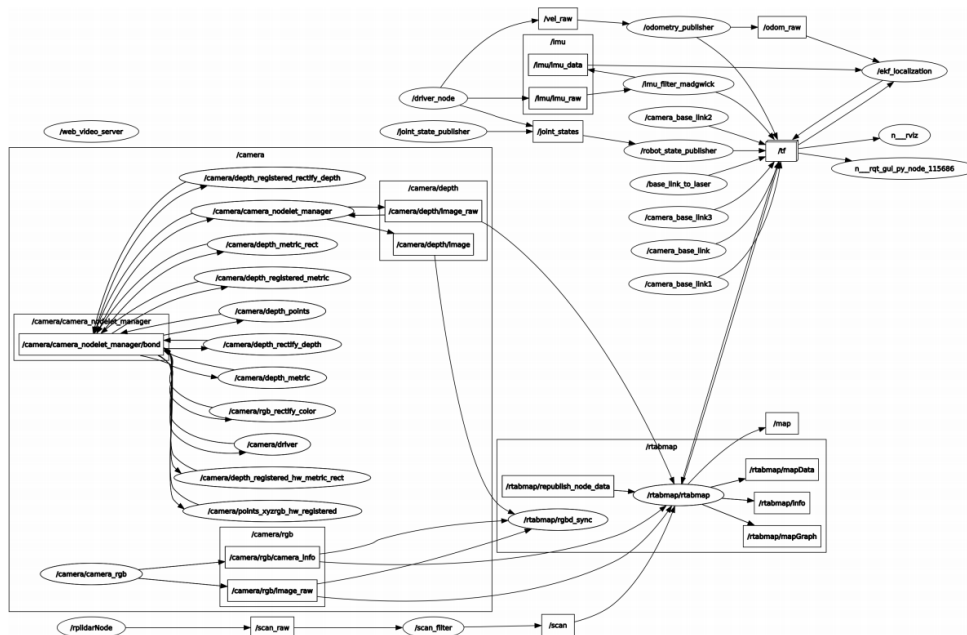 /vel_raw
/odometry_publisher
/odom_raw
/imu
/imu/imu_data
/ekf_localization
/driver_node
/imu/imu_raw
/imu_filter_madgwick
/web_video_server
/joint_state_publisher
/joint_states
/camera_base_link2
/robot_state_publisher
/tf
n__rviz
n__rqt_gui_py_node_115686
/base_link_to_laser
/camera_base_link3
/camera_base_link
/camera_base_link1
/camera
/camera/depth_registered_rectify_depth
/camera/depth
/camera/camera_nodelet_manager
/camera/depth/image_raw
/camera/depth_metric_rect
/camera/depth/image
/camera/depth_registered_metric
/camera/depth_points
/camera/camera_nodelet_manager
/camera/camera_nodelet_manager/bond
/camera/depth_rectify_depth
/camera/depth_metric
/camera/rgb_rectify_color
/camera/driver
/camera/depth_registered_hw_metric_rect
/camera/points_xyzrgb_hw_registered
/map
/rtabmap
/rtabmap/mapData
/rtabmap/republish_node_data
/rtabmap/rtabmap
/rtabmap/info
/rtabmap/rgbd_sync
/rtabmap/mapGraph
/camera/rgb
/camera/rgb/camera_info
/camera/camera_rgb
/camera/rgb/image_raw
/rplidarNode
/scan_raw
/scan_filter
/scan